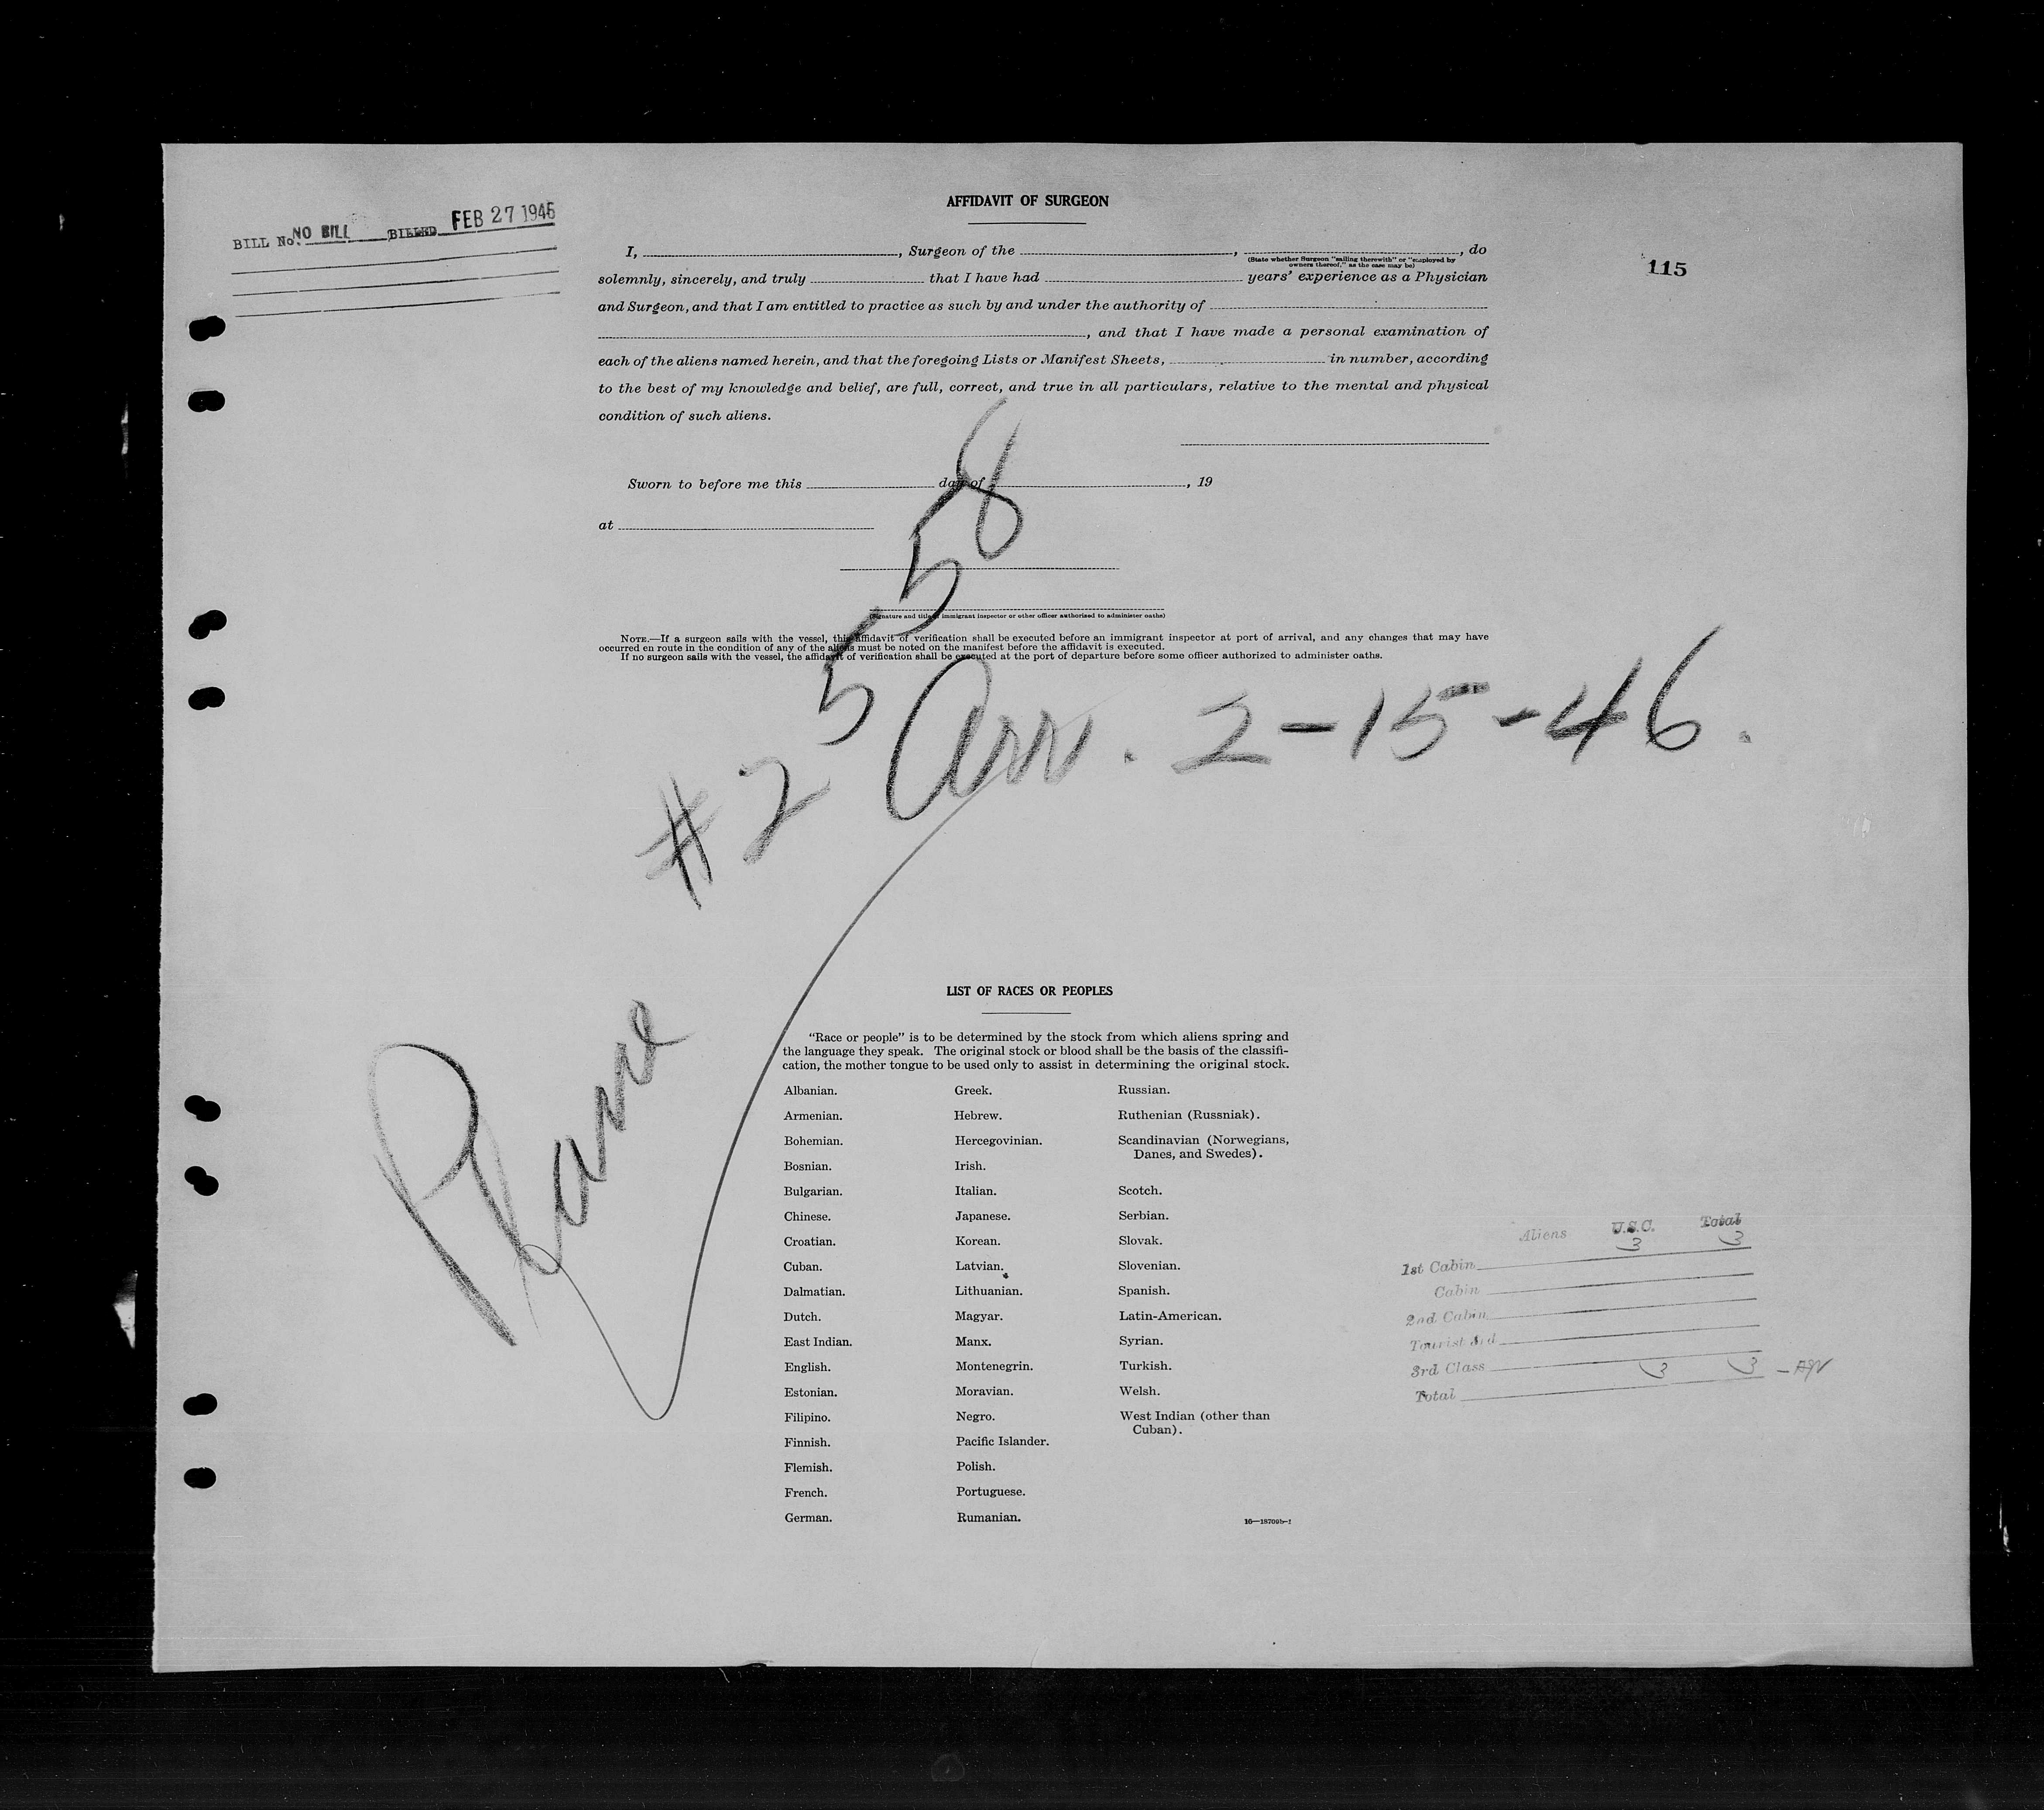 BILL No. NO BILL BILLED FEB 27 1946
AFFIDAVIT OF SURGEON
115
I, , Surgeon of the , , do
(State whether Surgeon "sailing therewith" or "employed by
owners thereof," as the case may be)
solemnly, sincerely, and truly that I have had years' experience as a Physician
and Surgeon, and that I am entitled to practice as such by and under the authority of
, and that I have made a personal examination of
each of the aliens named herein, and that the foregoing Lists or Manifest Sheets, in number, according
to the best of my knowledge and belief, are full, correct, and true in all particulars, relative to the mental and physical
condition of such aliens.
Sworn to before me this day of , 19
at
(Signature and title of immigrant inspector or other officer authorized to administer oaths)
NOTE.—If a surgeon sails with the vessel, this affidavit of verification shall be executed before an immigrant inspector at port of arrival, and any changes that may have
occurred en route in the condition of any of the aliens must be noted on the manifest before the affidavit is executed.
If no surgeon sails with the vessel, the affidavit of verification shall be executed at the port of departure before some officer authorized to administer oaths.
#2558
Arr. 2-15-46.
Plane
LIST OF RACES OR PEOPLES
"Race or people" is to be determined by the stock from which aliens spring and
the language they speak. The original stock or blood shall be the basis of the classifi-
cation, the mother tongue to be used only to assist in determining the original stock.
Albanian.
Armenian.
Bohemian.
Bosnian.
Bulgarian.
Chinese.
Croatian.
Cuban.
Dalmatian.
Dutch.
East Indian.
English.
Estonian.
Filipino.
Finnish.
Flemish.
French.
German.
Greek.
Hebrew.
Hercegovinian.
Irish.
Italian.
Japanese.
Korean.
Latvian.
Lithuanian.
Magyar.
Manx.
Montenegrin.
Moravian.
Negro.
Pacific Islander.
Polish.
Portuguese.
Rumanian.
Russian.
Ruthenian (Russniak).
Scandinavian (Norwegians,
Danes, and Swedes).
Scotch.
Serbian.
Slovak.
Slovenian.
Spanish.
Latin-American.
Syrian.
Turkish.
Welsh.
West Indian (other than
Cuban).
16—18709b-1
Aliens U.S.C. Total
3 3
1st Cabin
Cabin
2nd Cabin
Tourist 3rd
3rd Class 3 3
Total